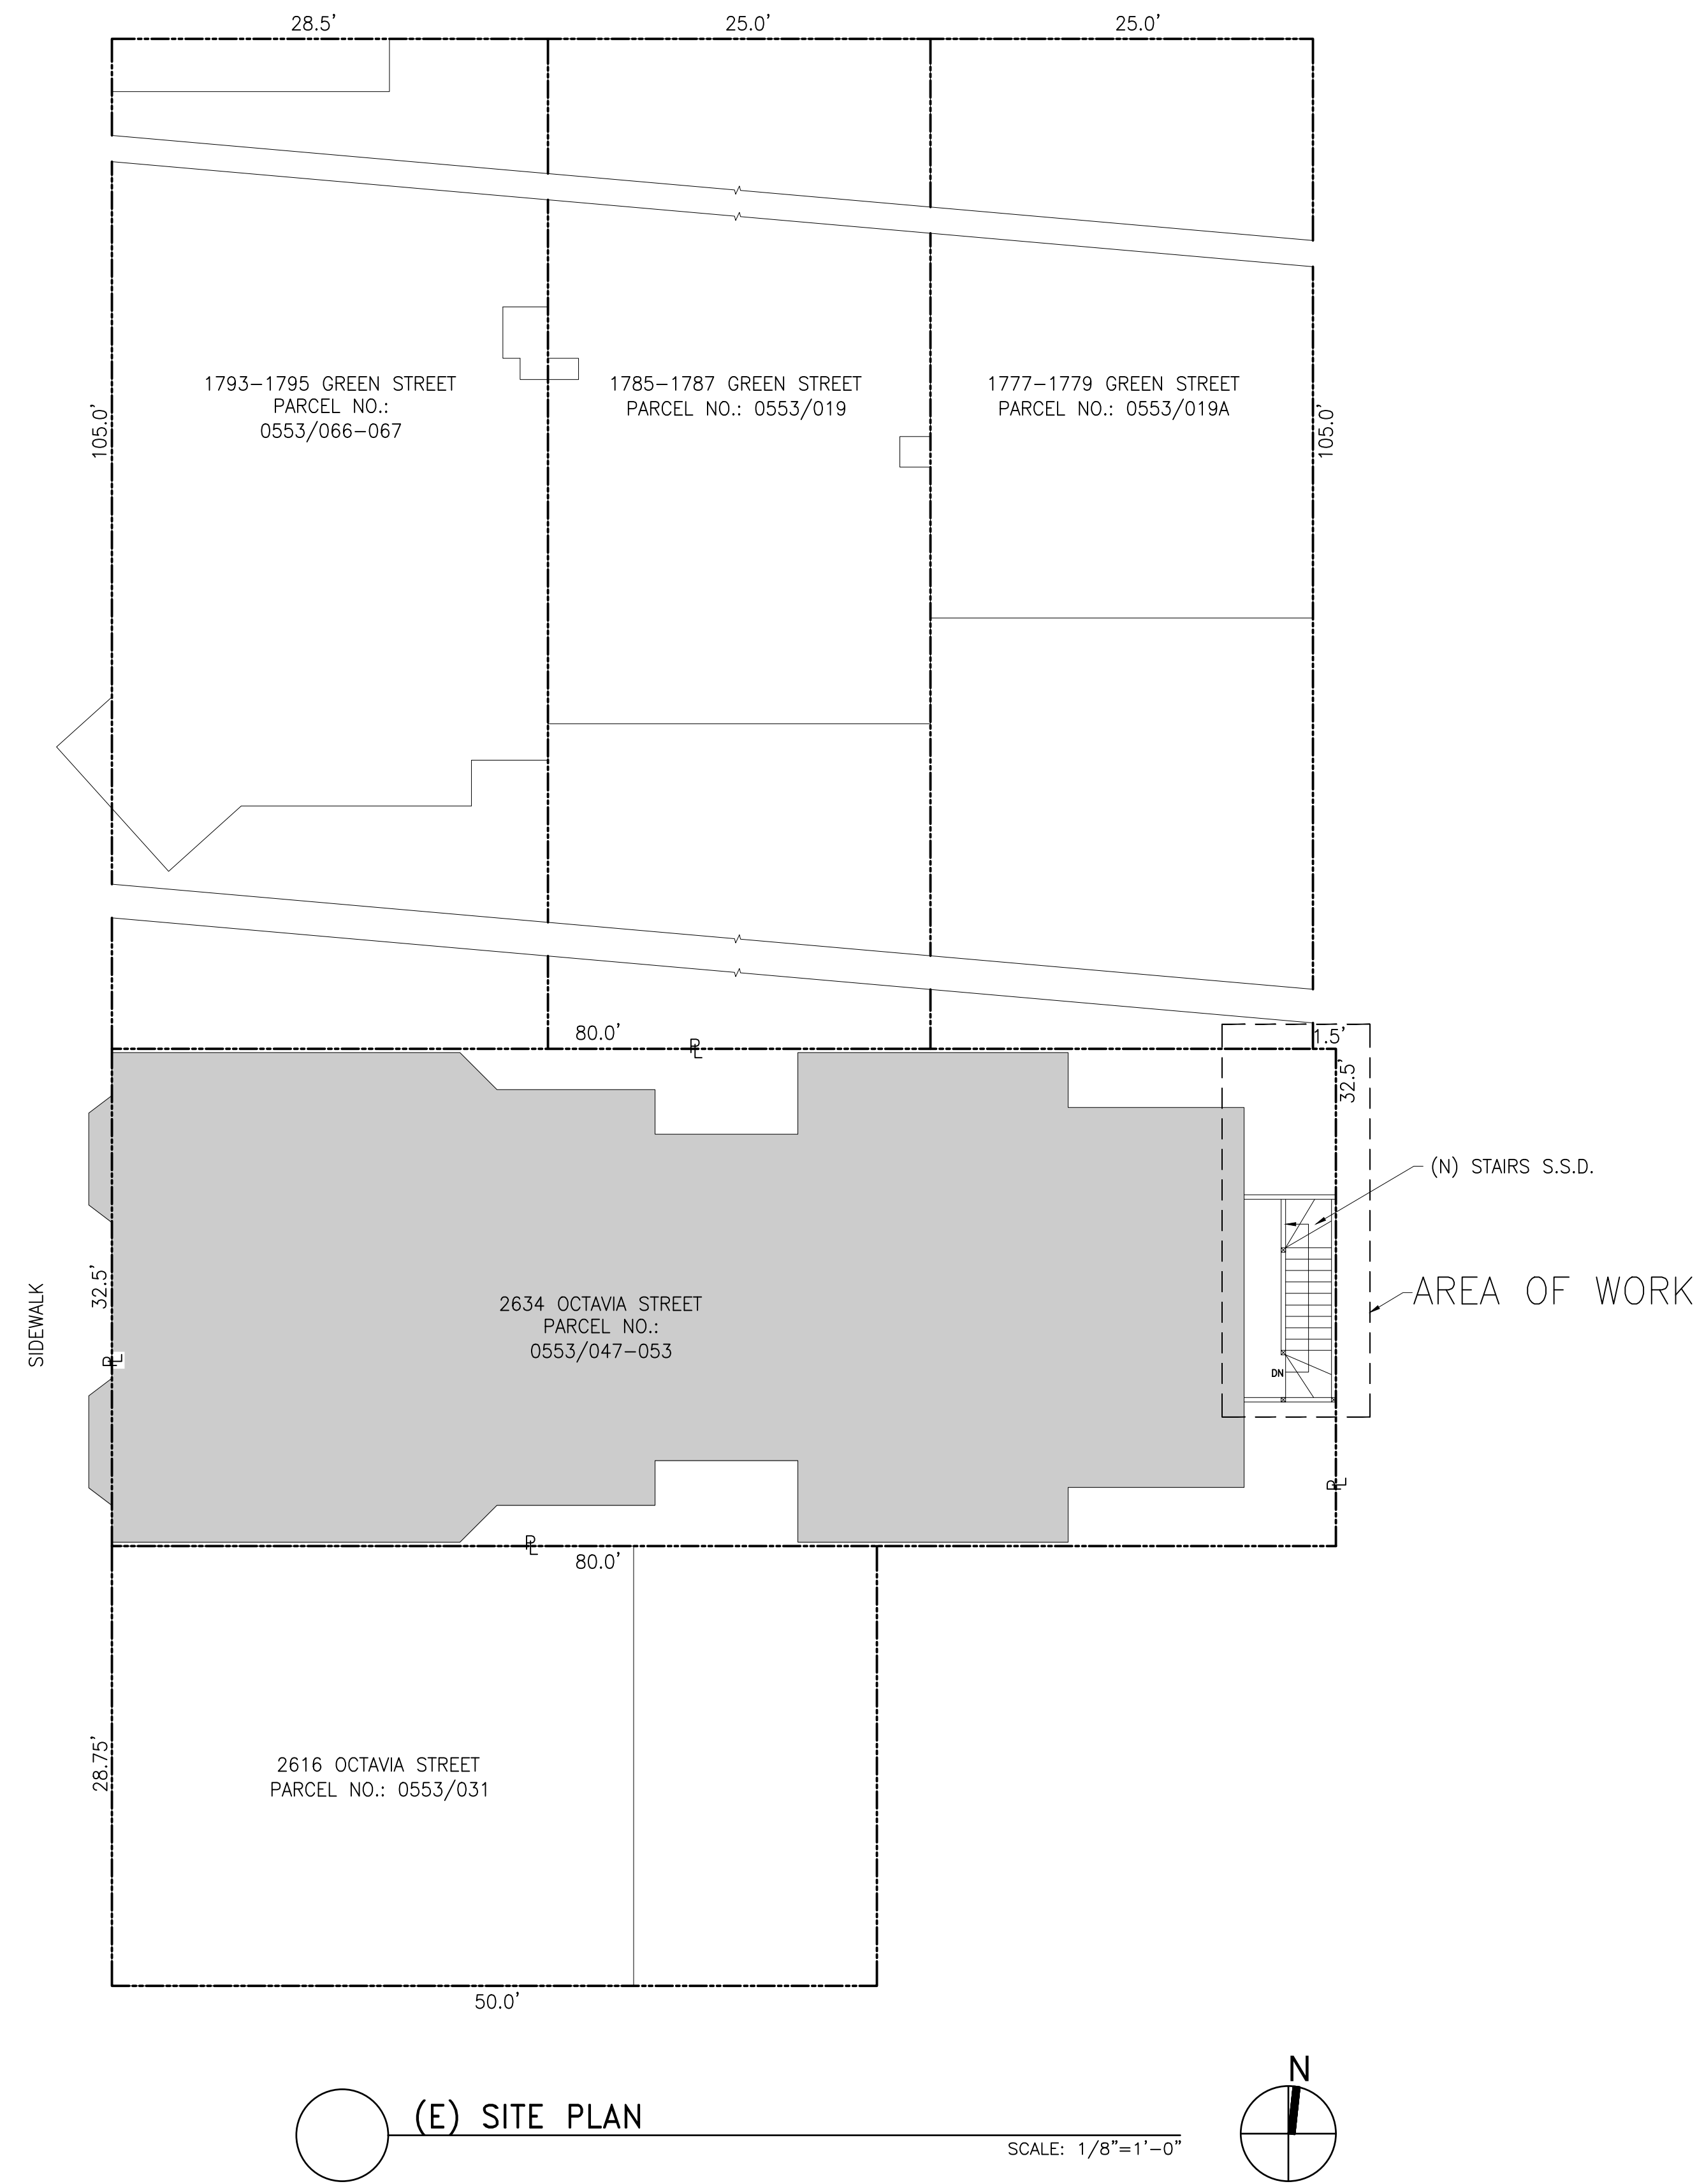 28.5'
25.0'
25.0'
1793-1795 GREEN STREET
PARCEL NO.:
0553/066-067
1785-1787 GREEN STREET
PARCEL NO.: 0553/019
1777-1779 GREEN STREET
PARCEL NO.: 0553/019A
105.0'
105.0'
80.0'
PL
1.5'
32.5'
(N) STAIRS S.S.D.
AREA OF WORK
SIDEWALK
32.5'
PL
2634 OCTAVIA STREET
PARCEL NO.:
0553/047-053
DN
PL
PL
80.0'
28.75'
2616 OCTAVIA STREET
PARCEL NO.: 0553/031
50.0'
(E) SITE PLAN
SCALE: 1/8"=1'-0"
N